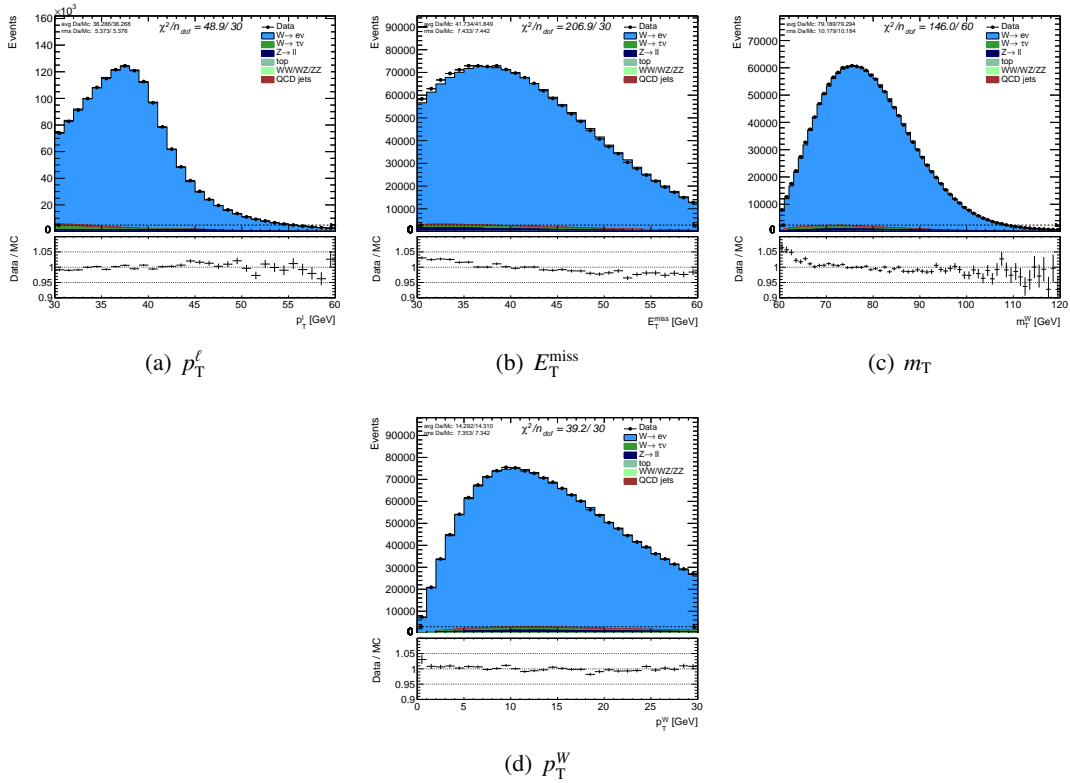 ×10³
avg Da/Mc: 38.286/38.268
rms Da/Mc: 5.373/ 5.376
χ²/n_dof = 48.9/ 30
Data
W→ eν
W→ τν
Z→ ll
top
WW/WZ/ZZ
QCD jets
Events
160
140
120
100
80
60
40
20
0
Data / MC
1.05
1
0.95
0.9
30 35 40 45 50 55 60
p_T^l [GeV]
(a) p_T^ℓ
avg Da/Mc: 41.734/41.849
rms Da/Mc: 7.433/ 7.442
χ²/n_dof = 206.9/ 30
Data
W→ eν
W→ τν
Z→ ll
top
WW/WZ/ZZ
QCD jets
Events
90000
80000
70000
60000
50000
40000
30000
20000
10000
0
Data / MC
1.05
1
0.95
0.9
30 35 40 45 50 55 60
E_T^miss [GeV]
(b) E_T^miss
avg Da/Mc: 79.189/79.294
rms Da/Mc: 10.179/10.184
χ²/n_dof = 146.0/ 60
Data
W→ eν
W→ τν
Z→ ll
top
WW/WZ/ZZ
QCD jets
Events
70000
60000
50000
40000
30000
20000
10000
0
Data / MC
1.05
1
0.95
0.9
60 70 80 90 100 110 120
m_T^W [GeV]
(c) m_T
avg Da/Mc: 14.292/14.310
rms Da/Mc: 7.353/ 7.342
χ²/n_dof = 39.2/ 30
Data
W→ eν
W→ τν
Z→ ll
top
WW/WZ/ZZ
QCD jets
Events
90000
80000
70000
60000
50000
40000
30000
20000
10000
0
Data / MC
1.05
1
0.95
0.9
0 5 10 15 20 25 30
p_T^W [GeV]
(d) p_T^W